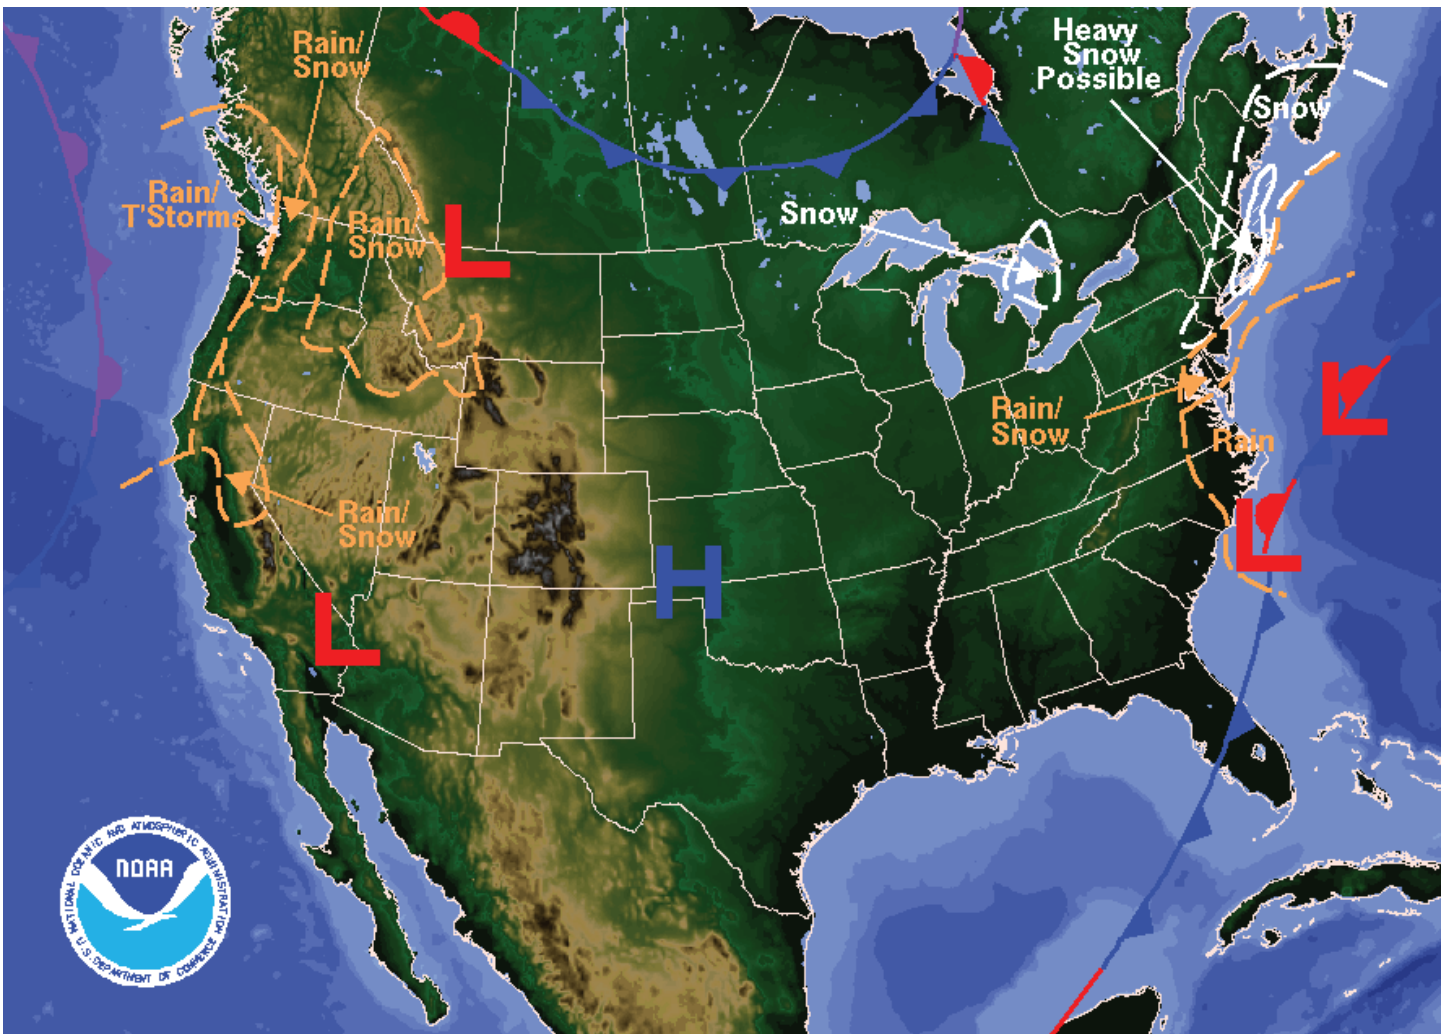 Rain/
Snow
Heavy
Snow
Possible
Snow
Rain/
T'Storms
Rain/
Snow
Snow
L
L
Rain/
Snow
Rain
Rain/
Snow
L
H
L
NOAA
NATIONAL OCEANIC AND ATMOSPHERIC ADMINISTRATION
U.S. DEPARTMENT OF COMMERCE